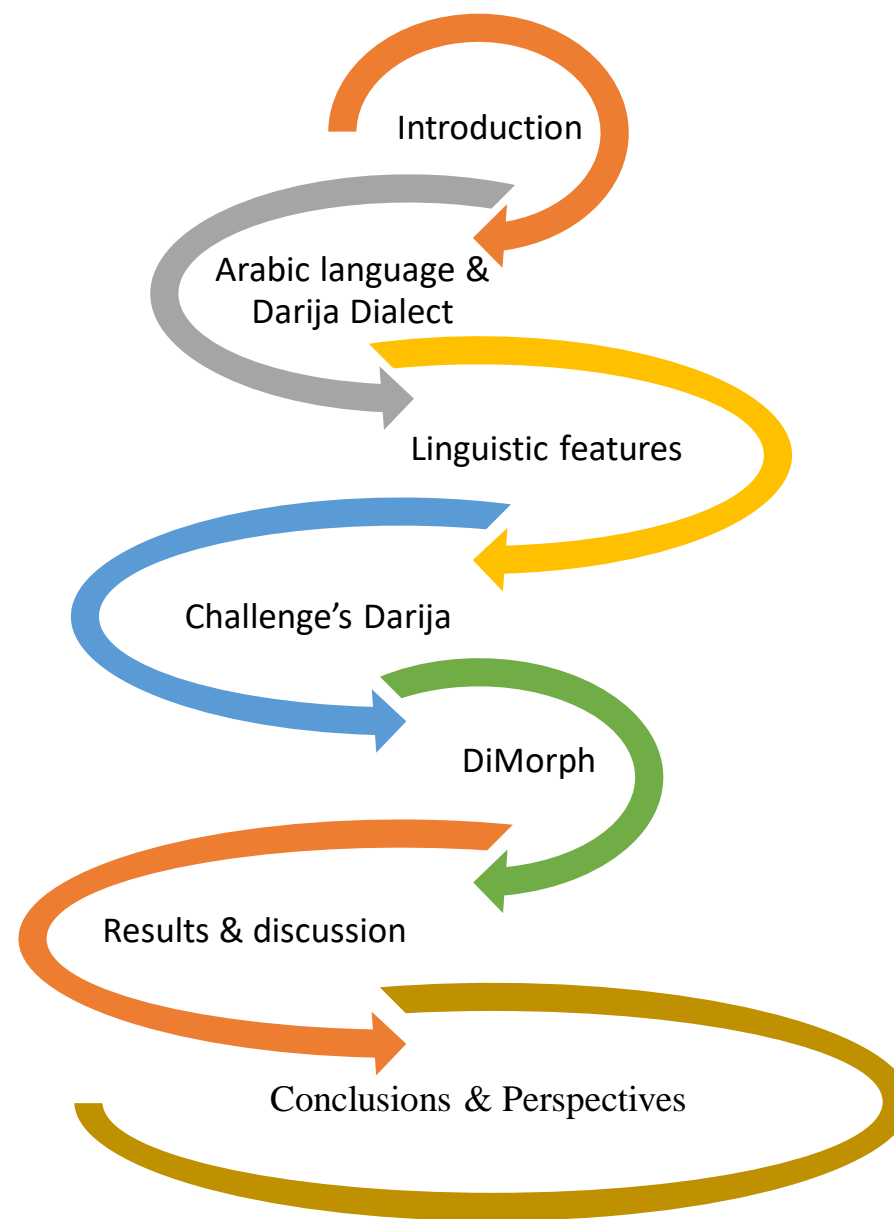 Introduction
Arabic language &
Darija Dialect
Linguistic features
Challenge’s Darija
DiMorph
Results & discussion
Conclusions & Perspectives